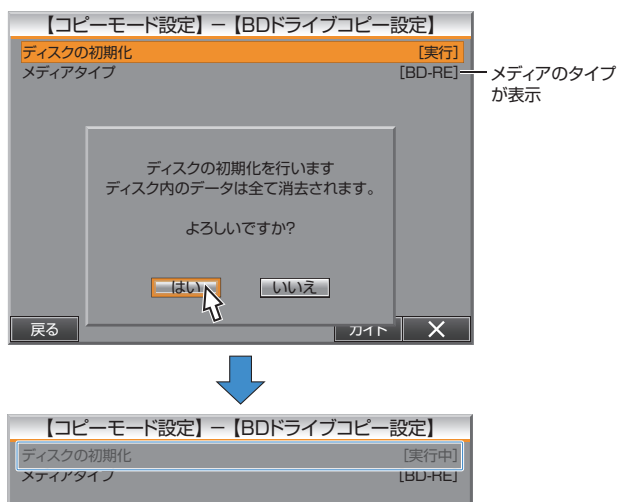 【コピーモード設定】－【BDドライブコピー設定】
ディスクの初期化 [実行]
メディアタイプ [BD-RE]
メディアのタイプ
が表示
ディスクの初期化を行います
ディスク内のデータは全て消去されます。
よろしいですか?
はい いいえ
戻る ガイト ×
【コピーモード設定】－【BDドライブコピー設定】
ディスクの初期化 [実行中]
メディアタイプ [BD-RE]